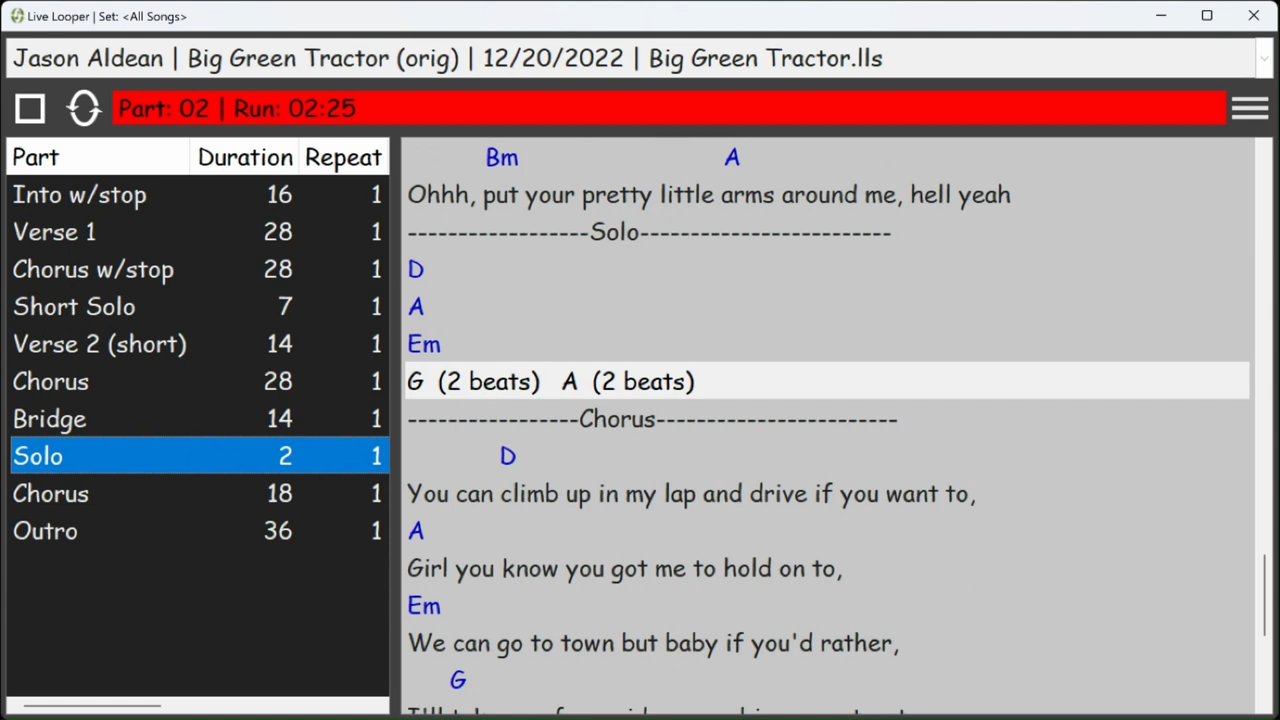 Live Looper | Set: <All Songs>
Jason Aldean | Big Green Tractor (orig) | 12/20/2022 | Big Green Tractor.lls
Part: 02 | Run: 02:25
Part Duration Repeat
Into w/stop 16 1
Verse 1 28 1
Chorus w/stop 28 1
Short Solo 7 1
Verse 2 (short) 14 1
Chorus 28 1
Bridge 14 1
Solo 2 1
Chorus 18 1
Outro 36 1
Bm A
Ohhh, put your pretty little arms around me, hell yeah
------------------Solo-------------------------
D
A
Em
G (2 beats) A (2 beats)
-----------------Chorus------------------------
D
You can climb up in my lap and drive if you want to,
A
Girl you know you got me to hold on to,
Em
We can go to town but baby if you'd rather,
G